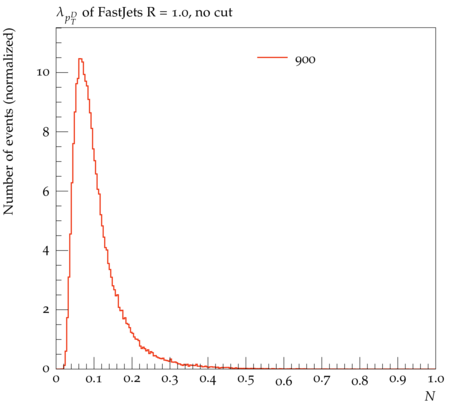 λ_{p_T^D} of FastJets R = 1.0, no cut
Number of events (normalized)
900
10
8
6
4
2
0
0 0.1 0.2 0.3 0.4 0.5 0.6 0.7 0.8 0.9 1.0
N